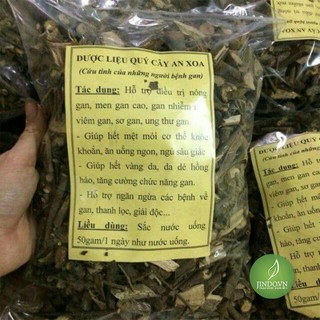 DƯỢC LIỆU QUÝ CÂY AN XOA
(Cứu tinh của những người bệnh gan)
Tác dụng: Hỗ trợ điều trị nóng
gan, men gan cao, gan nhiễm
viêm gan, sơ gan, ung thư gan.
- Giúp hết mệt mỏi cơ thể khỏe
khoắn, ăn uống ngon, ngủ sâu giấc
- Giúp hết vàng da, da dẻ hồng
hào, tăng cường chức năng gan.
- Hỗ trợ ngăn ngừa các bệnh về
gan, thanh lọc, giải độc...
Liều dùng: Sắc nước uống
50gam/1 ngày như nước uống.
JINDO.VN